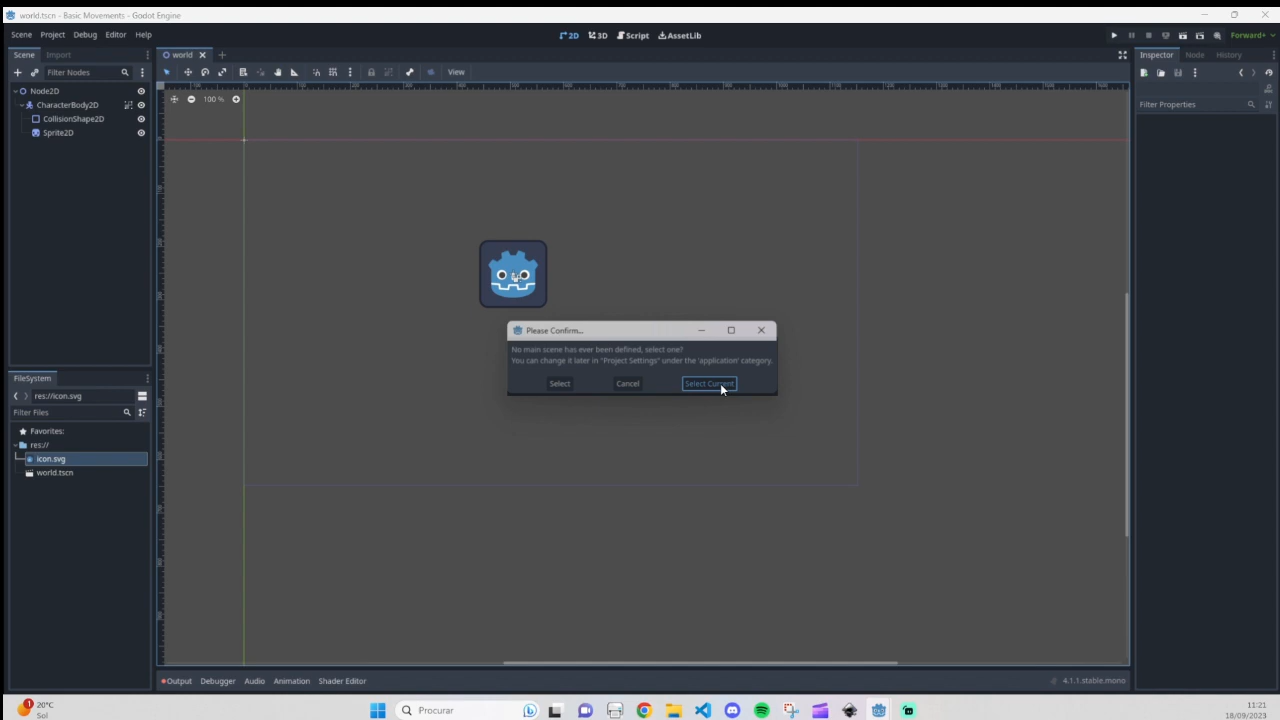 world.tscn - Basic Movements - Godot Engine
Scene Project Debug Editor Help
2D 3D Script AssetLib
Forward+
Scene Import
Filter Nodes
Node2D
CharacterBody2D
CollisionShape2D
Sprite2D
world
View
100 %
Please Confirm...
No main scene has ever been defined, select one?
You can change it later in "Project Settings" under the 'application' category.
Select Cancel Select Current
FileSystem
res://icon.svg
Filter Files
Favorites:
res://
icon.svg
world.tscn
Inspector Node History
Filter Properties
Output Debugger Audio Animation Shader Editor
4.1.1.stable.mono
1
20°C
Sol
Procurar
11:21
18/09/2023